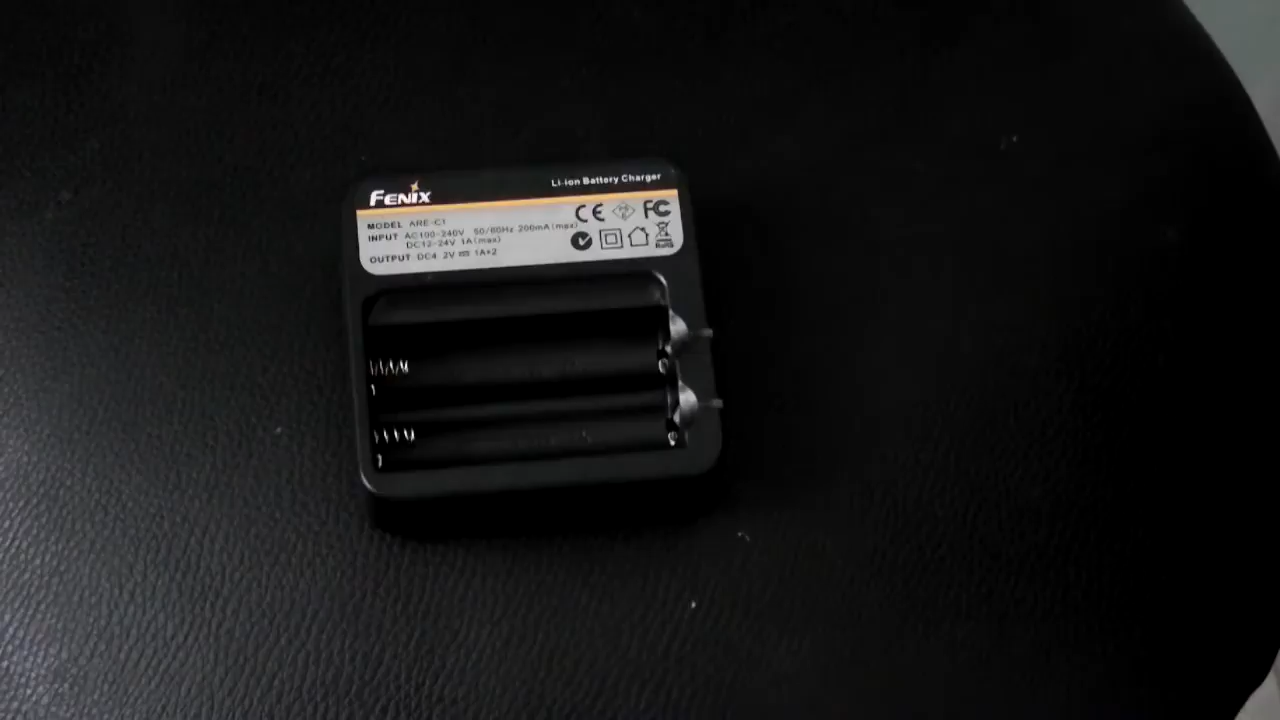 FENIX
Li-ion Battery Charger
MODEL ARE-C1
INPUT AC100-240V 50/60Hz 200mA(max)
DC12-24V 1A(max)
OUTPUT DC4.2V 1A×2
CE FC
RoHS